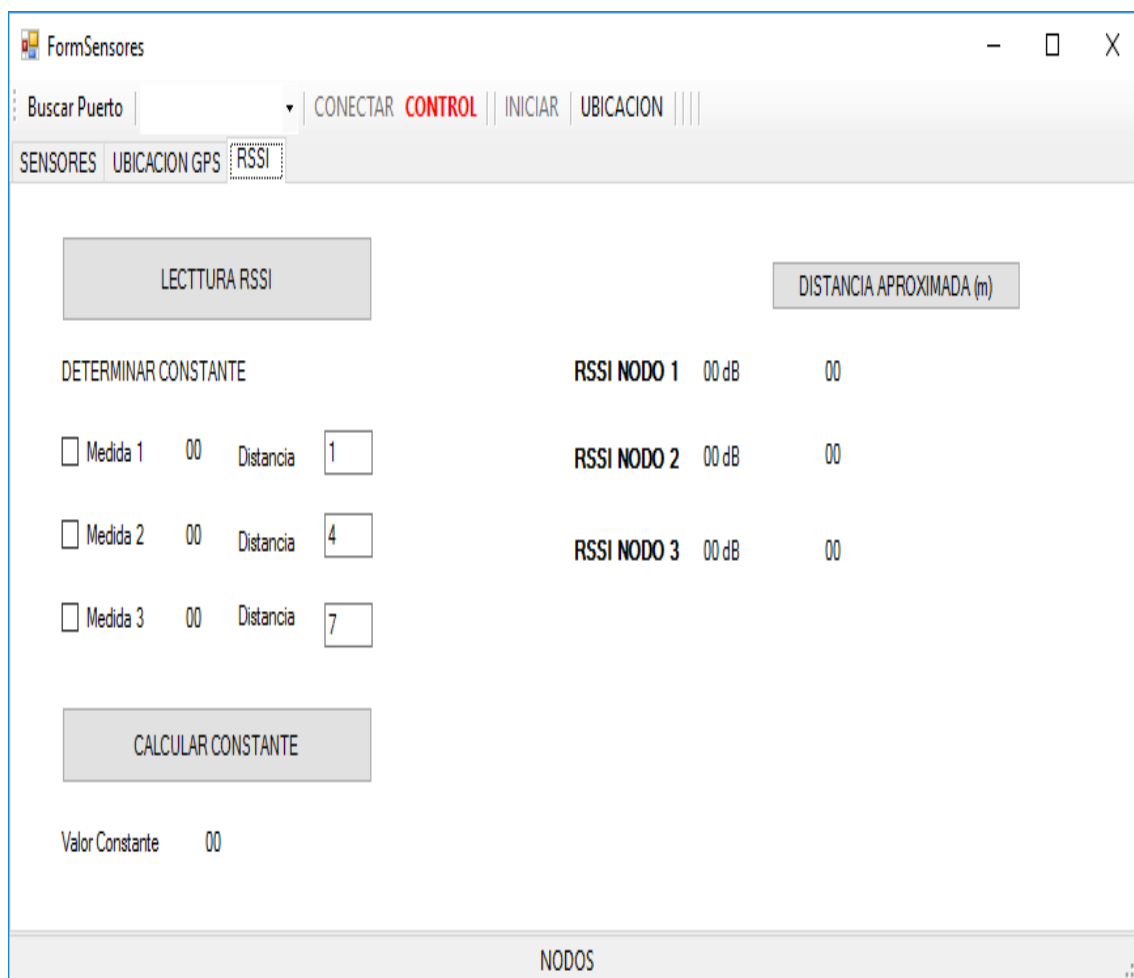 FormSensores
Buscar Puerto CONECTAR CONTROL INICIAR UBICACION
SENSORES UBICACION GPS RSSI
LECTTURA RSSI
DISTANCIA APROXIMADA (m)
DETERMINAR CONSTANTE
RSSI NODO 1 00 dB 00
Medida 1 00 Distancia 1
RSSI NODO 2 00 dB 00
Medida 2 00 Distancia 4
RSSI NODO 3 00 dB 00
Medida 3 00 Distancia 7
CALCULAR CONSTANTE
Valor Constante 00
NODOS